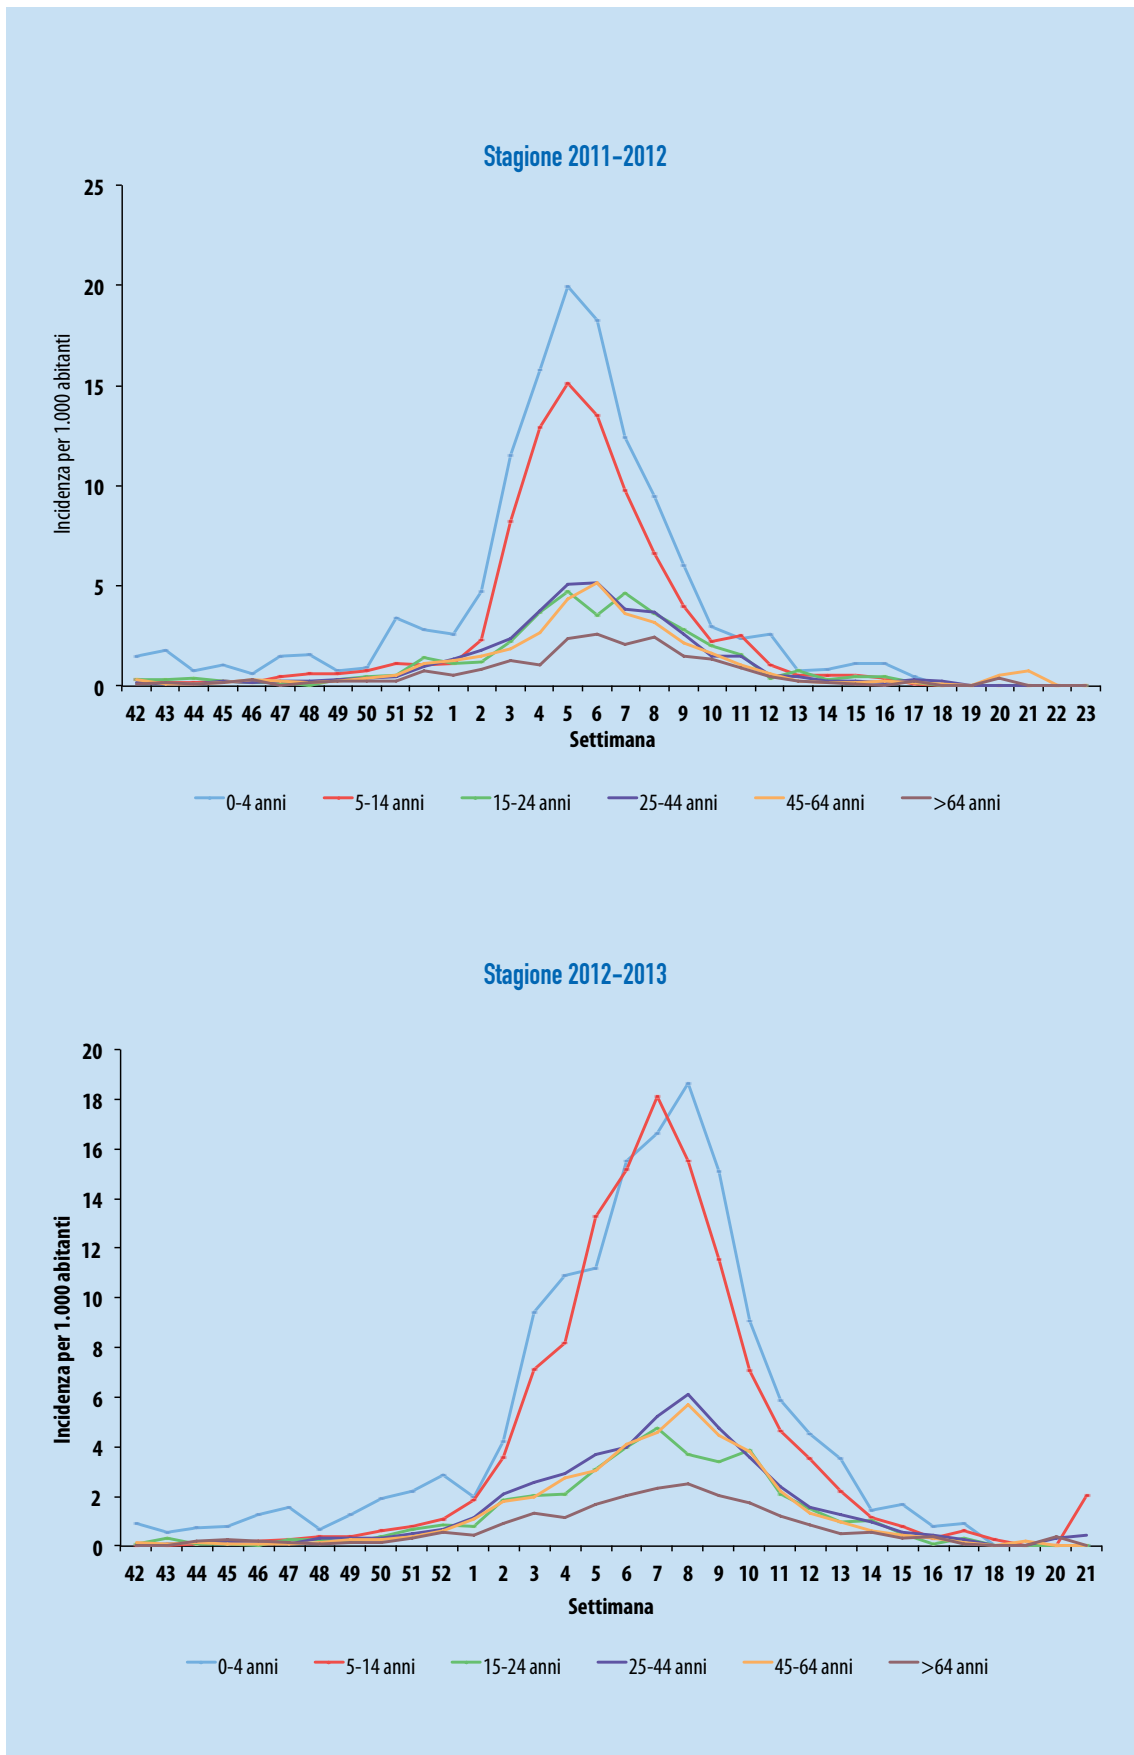 Stagione 2011-2012
Incidenza per 1.000 abitanti
25
20
15
10
5
0
42 43 44 45 46 47 48 49 50 51 52 1 2 3 4 5 6 7 8 9 10 11 12 13 14 15 16 17 18 19 20 21 22 23
Settimana
0-4 anni 5-14 anni 15-24 anni 25-44 anni 45-64 anni >64 anni
Stagione 2012-2013
Incidenza per 1.000 abitanti
20
18
16
14
12
10
8
6
4
2
0
42 43 44 45 46 47 48 49 50 51 52 1 2 3 4 5 6 7 8 9 10 11 12 13 14 15 16 17 18 19 20 21
Settimana
0-4 anni 5-14 anni 15-24 anni 25-44 anni 45-64 anni >64 anni